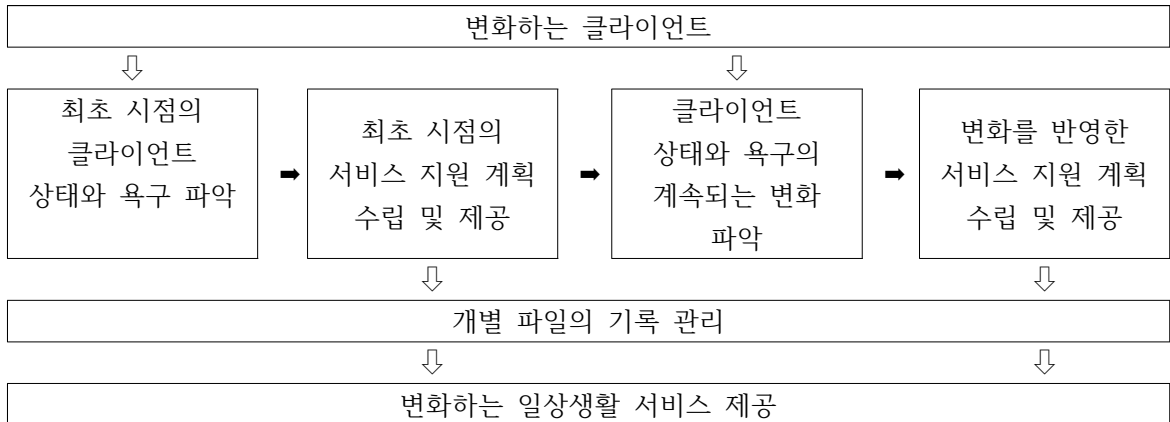 변화하는 클라이언트
⇩ ⇩
최초 시점의
클라이언트
상태와 욕구 파악
➡
최초 시점의
서비스 지원 계획
수립 및 제공
➡
클라이언트
상태와 욕구의
계속되는 변화
파악
➡
변화를 반영한
서비스 지원 계획
수립 및 제공
⇩ ⇩
개별 파일의 기록 관리
⇩ ⇩
변화하는 일상생활 서비스 제공